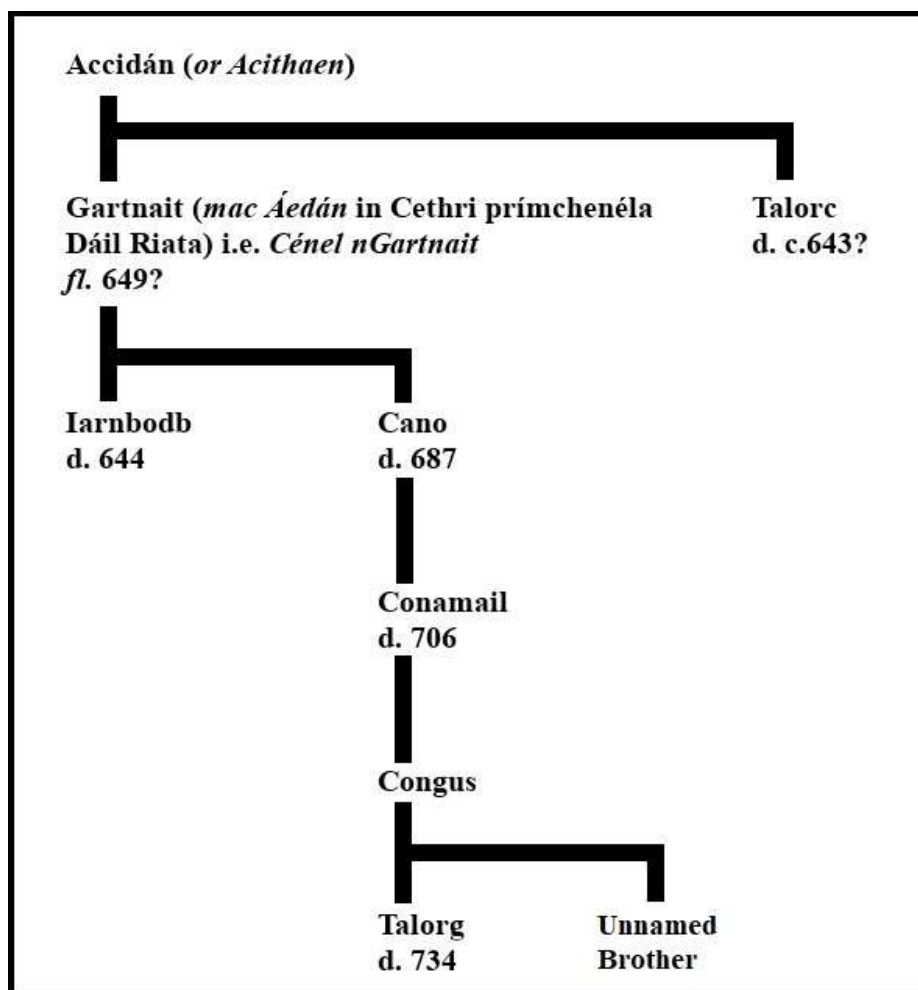 Accidán (or Acithaen)
Gartnait (mac Áedán in Cethri prímchenéla
Dáil Riata) i.e. Cénel nGartnait
fl. 649?
Talorc
d. c.643?
Iarnbodb
d. 644
Cano
d. 687
Conamail
d. 706
Congus
Talorg
d. 734
Unnamed
Brother